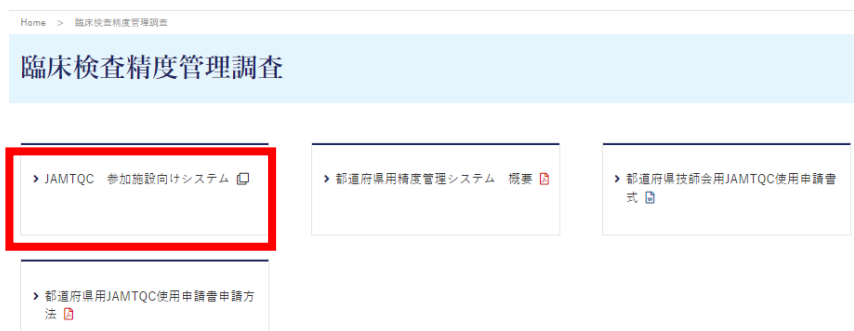 Home > 臨床検査精度管理調査
臨床検査精度管理調査
JAMTQC 参加施設向けシステム
都道府県用精度管理システム 概要
都道府県技師会用JAMTQC使用申請書
式
都道府県用JAMTQC使用申請書申請方
法